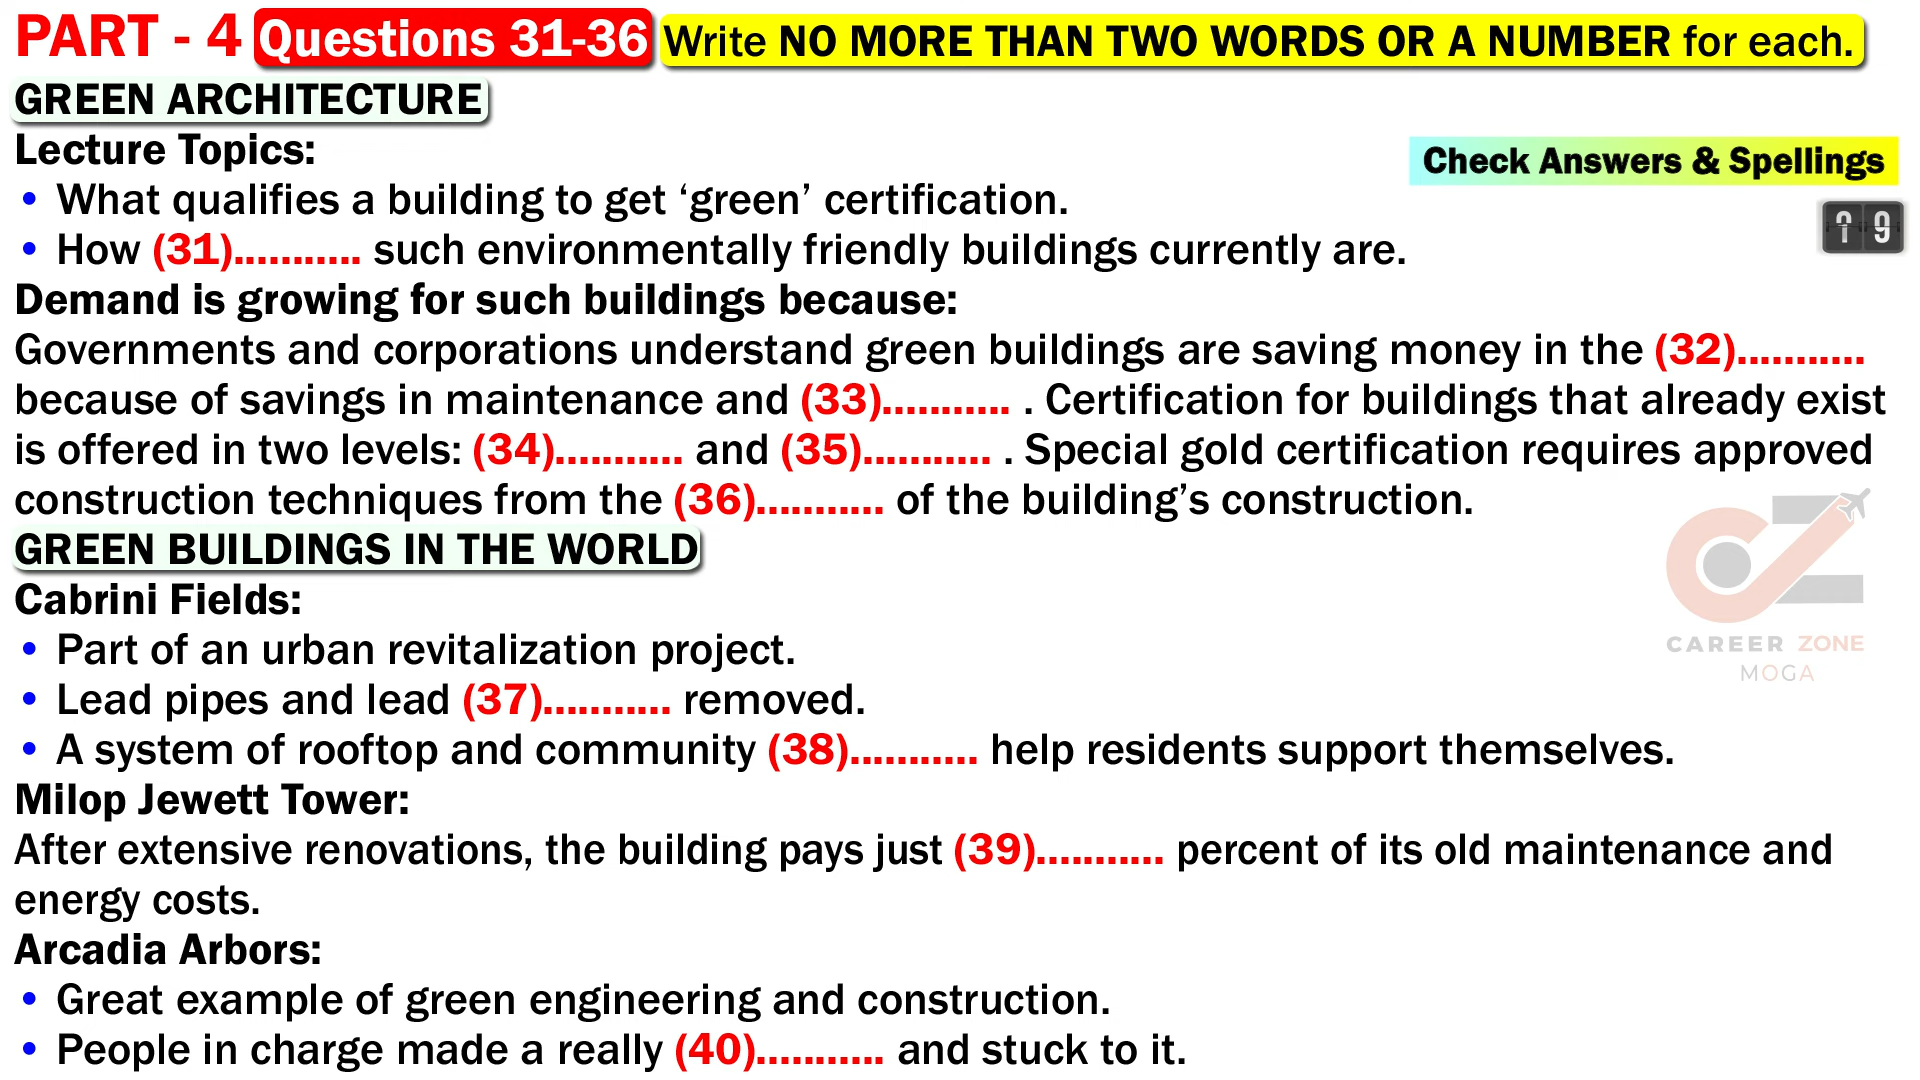 PART - 4 Questions 31-36 Write NO MORE THAN TWO WORDS OR A NUMBER for each.
GREEN ARCHITECTURE
Lecture Topics:
Check Answers & Spellings
• What qualifies a building to get ‘green’ certification.
• How (31)........... such environmentally friendly buildings currently are.
Demand is growing for such buildings because:
Governments and corporations understand green buildings are saving money in the (32)...........
because of savings in maintenance and (33)........... . Certification for buildings that already exist
is offered in two levels: (34)........... and (35)........... . Special gold certification requires approved
construction techniques from the (36)........... of the building’s construction.
GREEN BUILDINGS IN THE WORLD
Cabrini Fields:
• Part of an urban revitalization project.
CAREER ZONE
MOGA
• Lead pipes and lead (37)........... removed.
• A system of rooftop and community (38)........... help residents support themselves.
Milop Jewett Tower:
After extensive renovations, the building pays just (39)........... percent of its old maintenance and
energy costs.
Arcadia Arbors:
• Great example of green engineering and construction.
• People in charge made a really (40)........... and stuck to it.